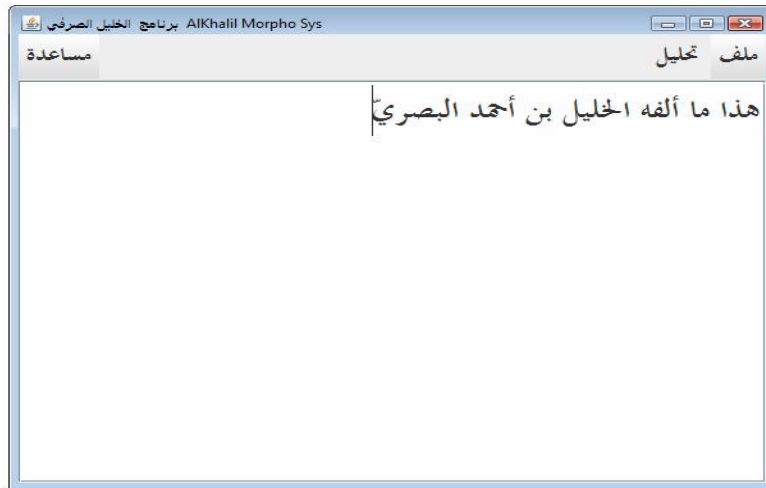 برنامج الخليل الصرفي AlKhalil Morpho Sys
ملف تحليل مساعدة
هذا ما ألفه الخليل بن أحمد البصريّ